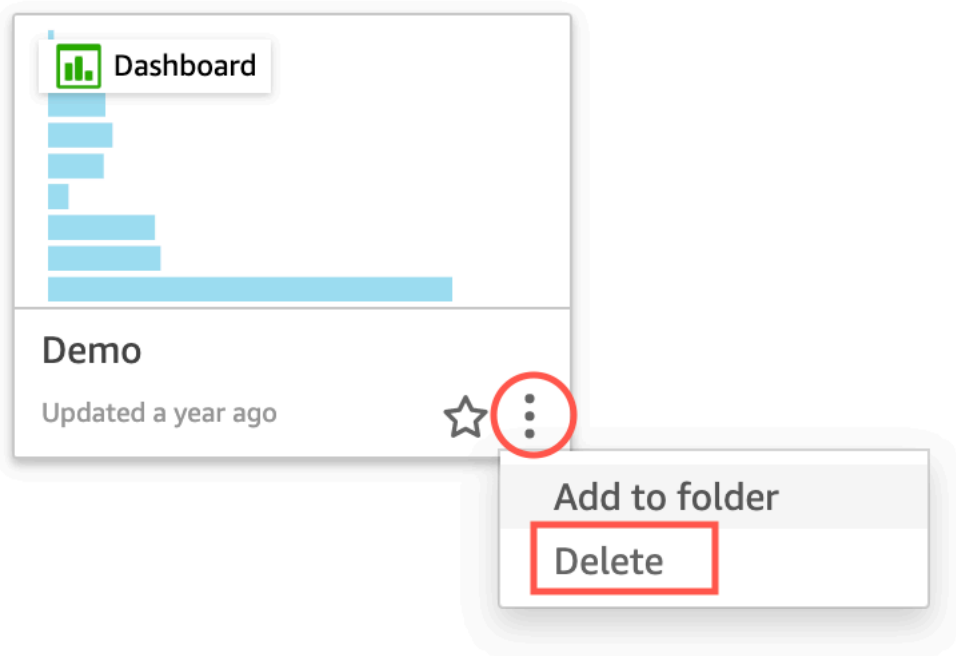 Dashboard
Demo
Updated a year ago
Add to folder
Delete